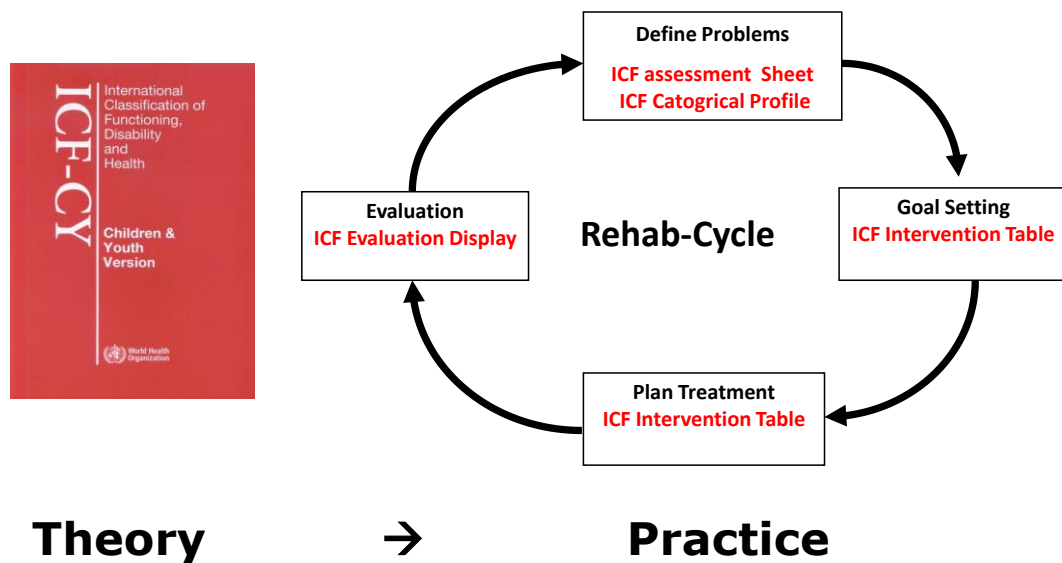 ICF-CY
International
Classification of
Functioning,
Disability
and
Health
Children &
Youth
Version
World Health
Organization
Define Problems
ICF assessment  Sheet
ICF Catogrical Profile
Goal Setting
ICF Intervention Table
Plan Treatment
ICF Intervention Table
Evaluation
ICF Evaluation Display
Rehab-Cycle
Theory → Practice